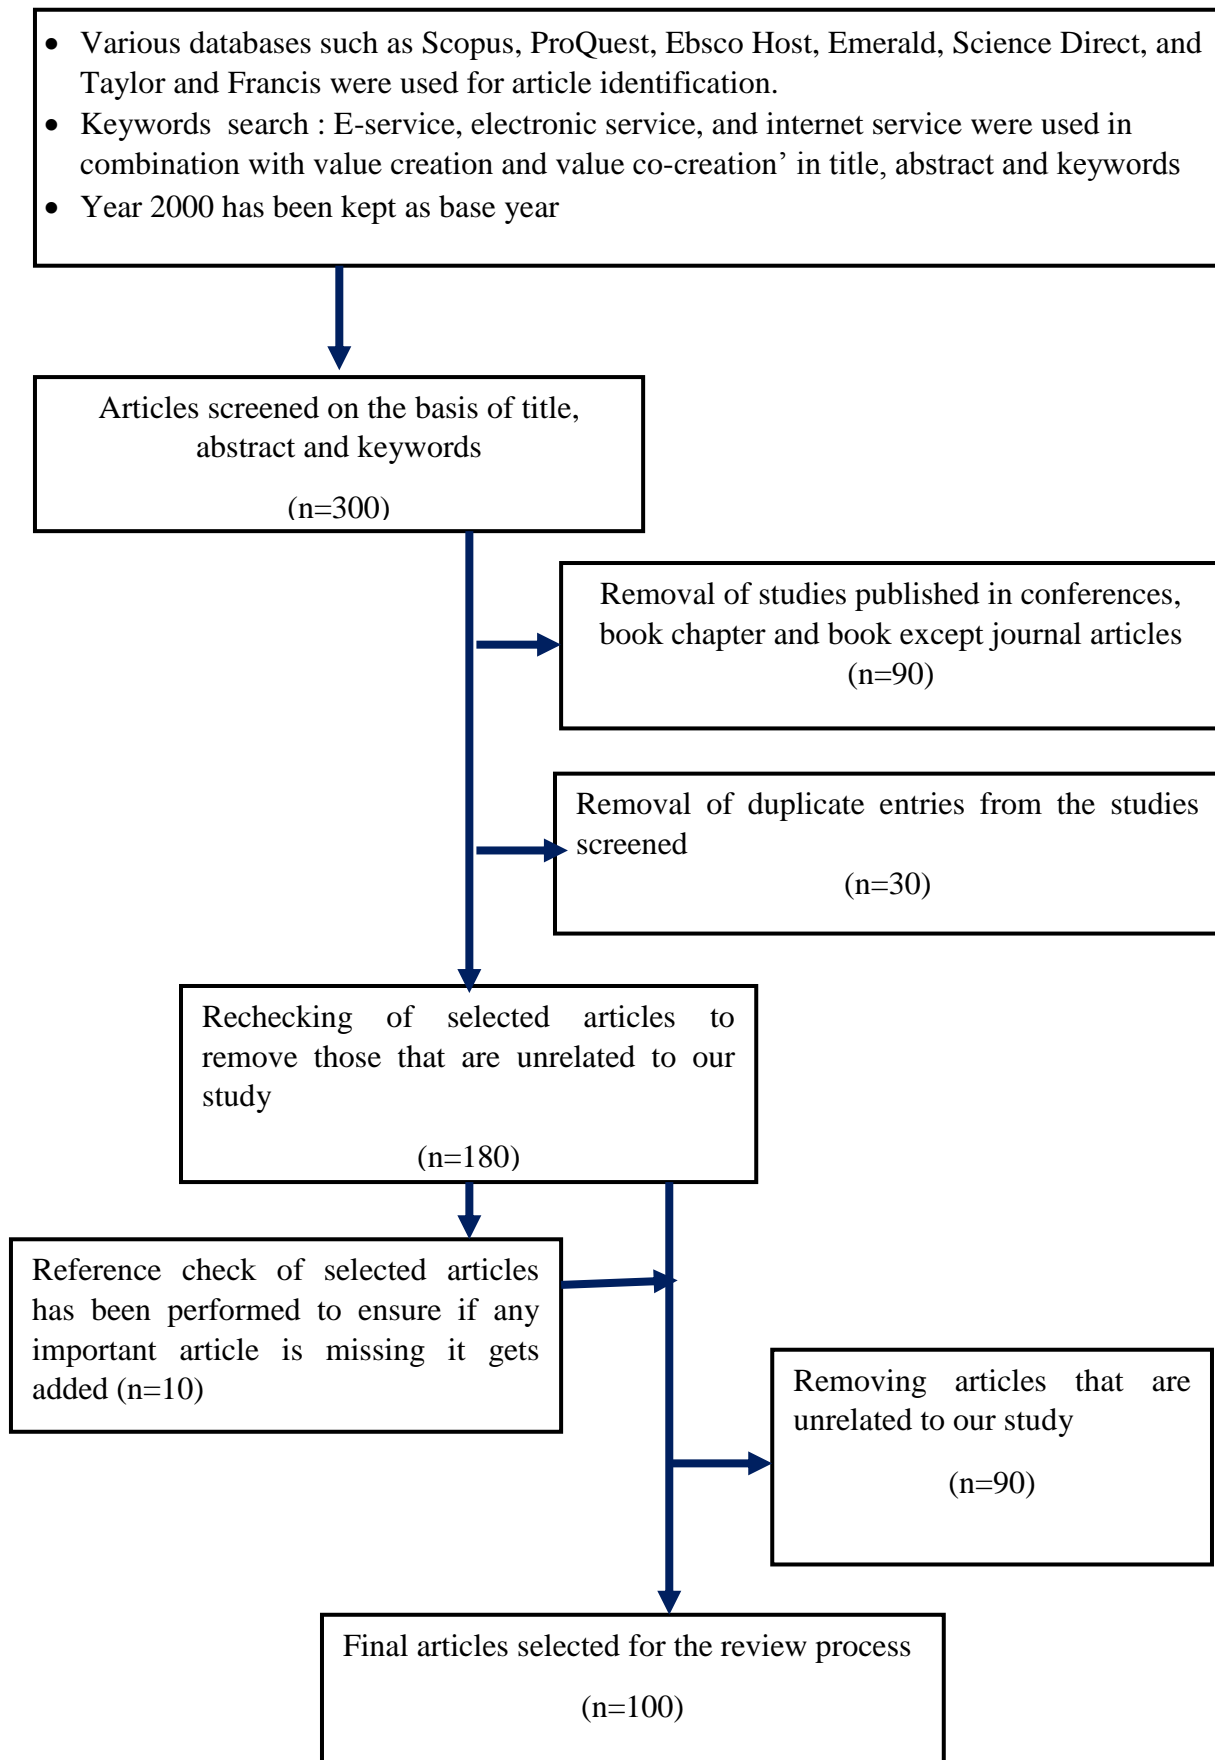 • Various databases such as Scopus, ProQuest, Ebsco Host, Emerald, Science Direct, and
Taylor and Francis were used for article identification.
• Keywords search : E-service, electronic service, and internet service were used in
combination with value creation and value co-creation’ in title, abstract and keywords
• Year 2000 has been kept as base year
Articles screened on the basis of title,
abstract and keywords
(n=300)
Removal of studies published in conferences,
book chapter and book except journal articles
(n=90)
Removal of duplicate entries from the studies
screened
(n=30)
Rechecking of selected articles to
remove those that are unrelated to our
study
(n=180)
Reference check of selected articles
has been performed to ensure if any
important article is missing it gets
added (n=10)
Removing articles that are
unrelated to our study
(n=90)
Final articles selected for the review process
(n=100)